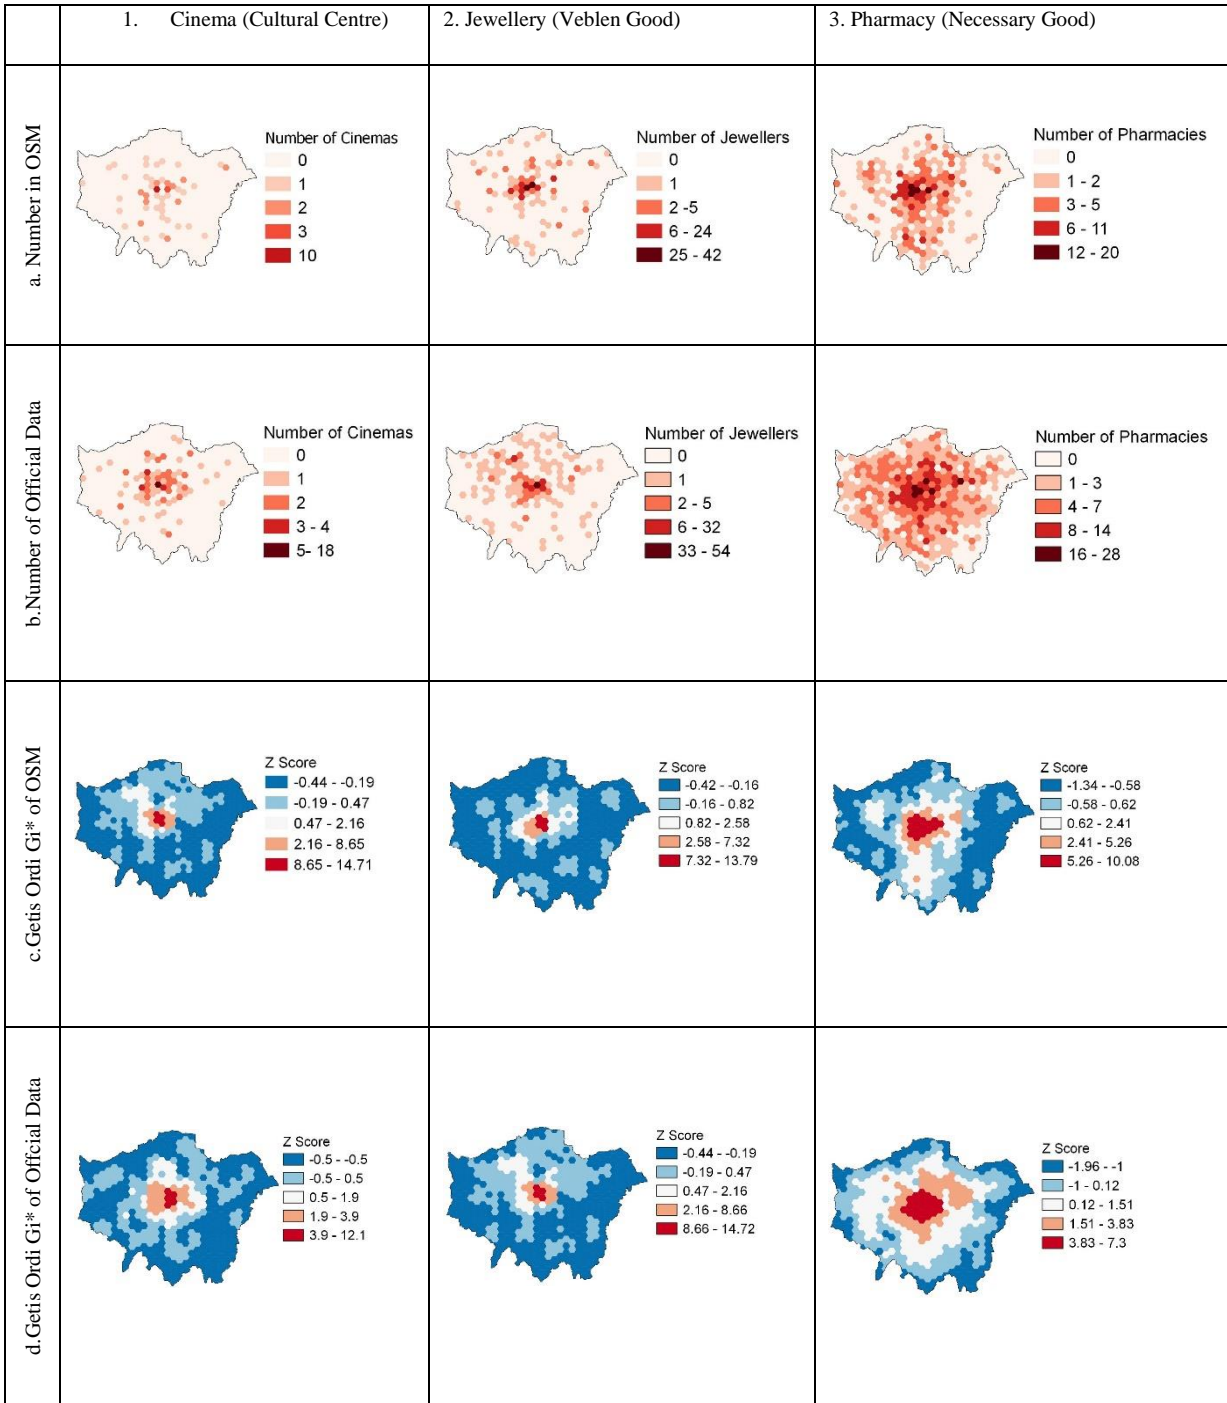 1. Cinema (Cultural Centre)
2. Jewellery (Veblen Good)
3. Pharmacy (Necessary Good)
a. Number in OSM
Number of Cinemas
0
1
2
3
10
Number of Jewellers
0
1
2 -5
6 - 24
25 - 42
Number of Pharmacies
0
1 - 2
3 - 5
6 - 11
12 - 20
b.Number of Official Data
Number of Cinemas
0
1
2
3 - 4
5- 18
Number of Jewellers
0
1
2 - 5
6 - 32
33 - 54
Number of Pharmacies
0
1 - 3
4 - 7
8 - 14
16 - 28
c.Getis Ordi Gi* of OSM
Z Score
-0.44 - -0.19
-0.19 - 0.47
0.47 - 2.16
2.16 - 8.65
8.65 - 14.71
Z Score
-0.42 - -0.16
-0.16 - 0.82
0.82 - 2.58
2.58 - 7.32
7.32 - 13.79
Z Score
-1.34 - -0.58
-0.58 - 0.62
0.62 - 2.41
2.41 - 5.26
5.26 - 10.08
d.Getis Ordi Gi* of Offcial Data
Z Score
-0.5 - -0.5
-0.5 - 0.5
0.5 - 1.9
1.9 - 3.9
3.9 - 12.1
Z Score
-0.44 - -0.19
-0.19 - 0.47
0.47 - 2.16
2.16 - 8.66
8.66 - 14.72
Z Score
-1.96 - -1
-1 - 0.12
0.12 - 1.51
1.51 - 3.83
3.83 - 7.3